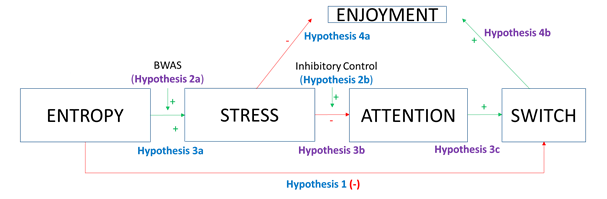 ENJOYMENT
-
Hypothesis 4a
+
Hypothesis 4b
BWAS
(Hypothesis 2a)
+
Inhibitory Control
(Hypothesis 2b)
+
ENTROPY
+
STRESS
-
ATTENTION
+
SWITCH
Hypothesis 3a
Hypothesis 3b
Hypothesis 3c
Hypothesis 1 (-)